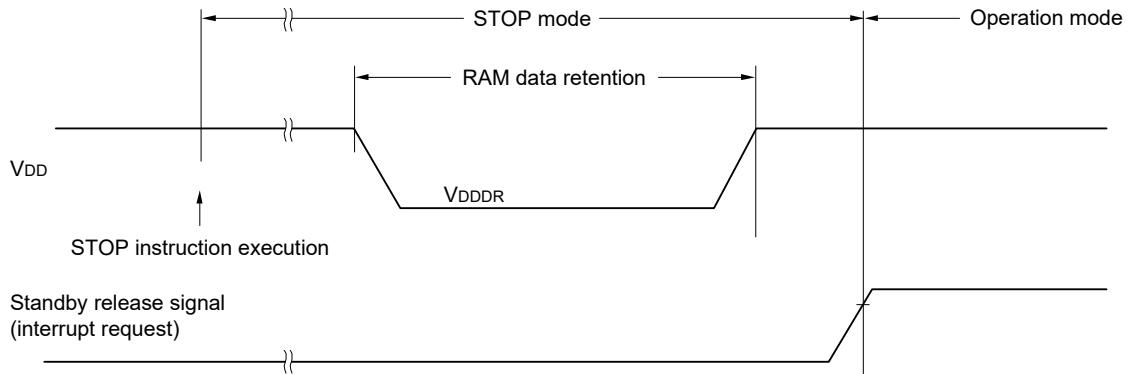 STOP mode
Operation mode
RAM data retention
VDD
VDDDR
STOP instruction execution
Standby release signal
(interrupt request)